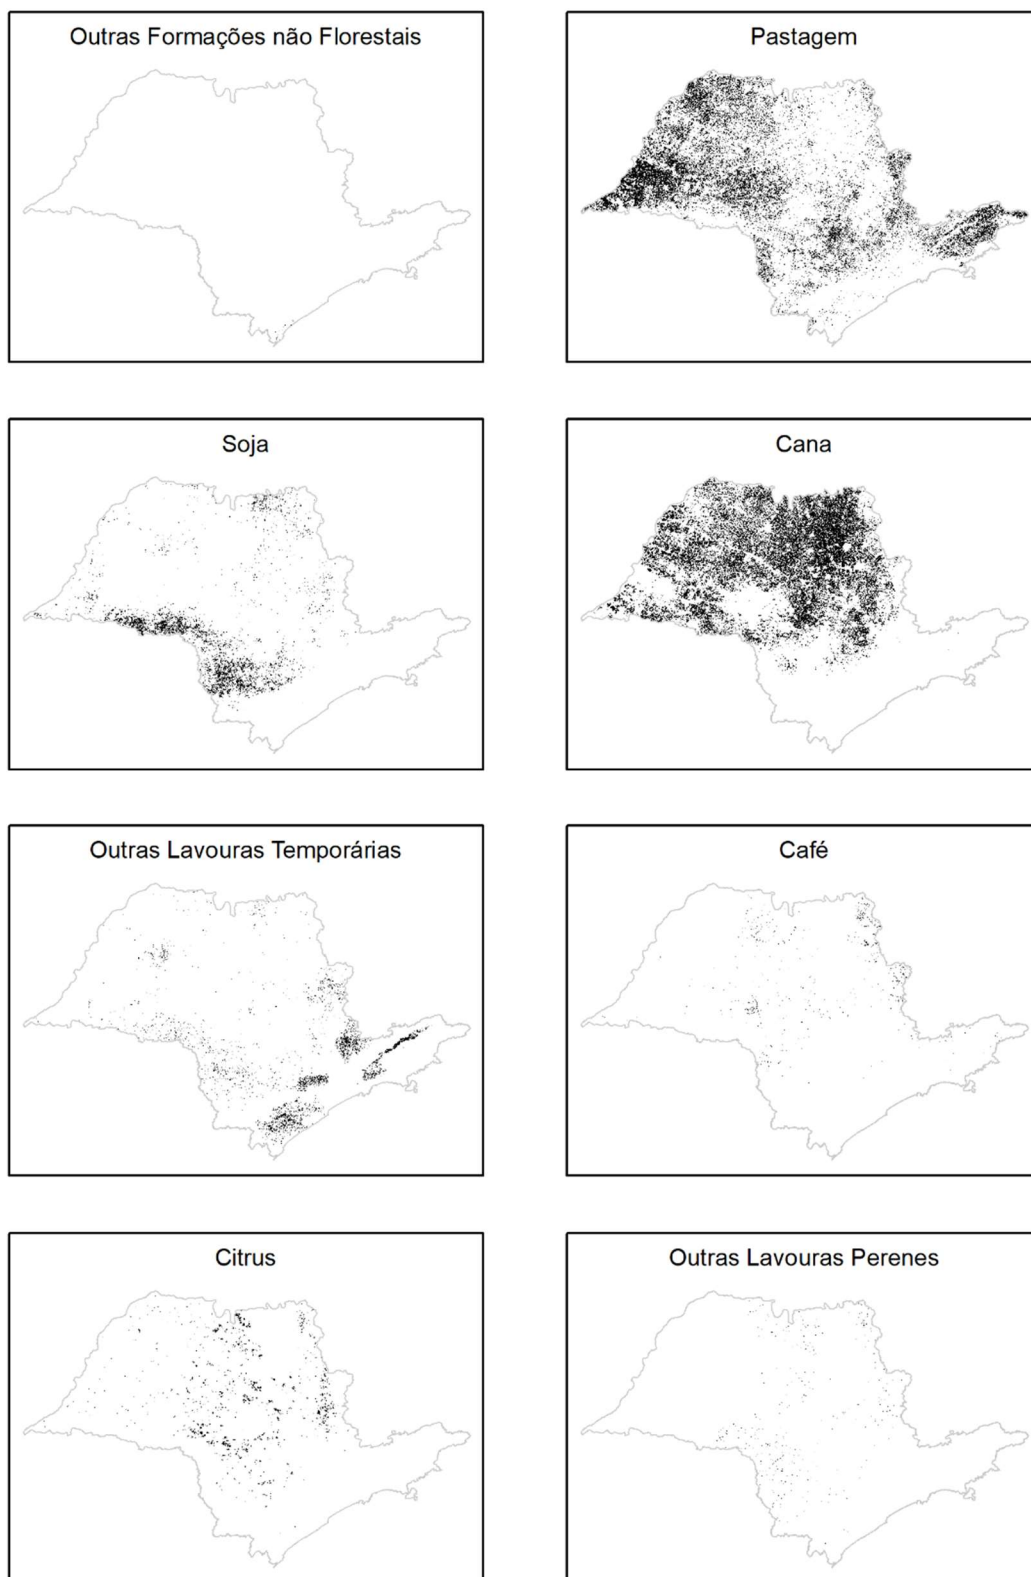 Outras Formações não Florestais
Pastagem
Soja
Cana
Outras Lavouras Temporárias
Café
Citrus
Outras Lavouras Perenes